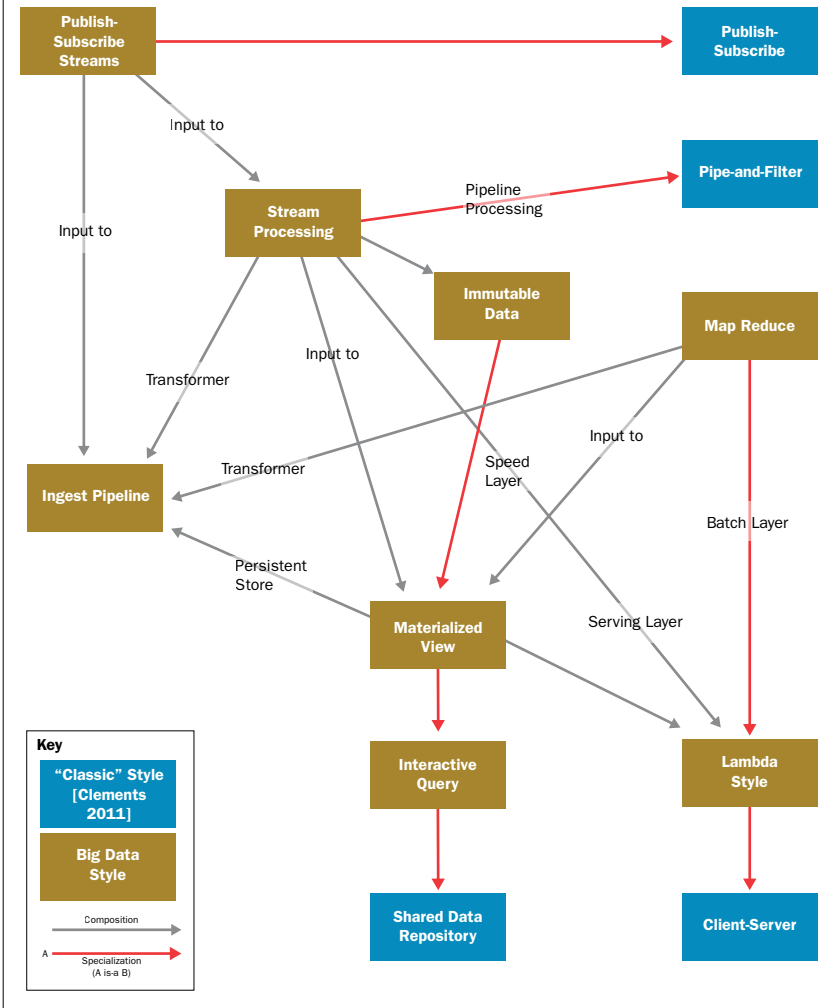 Publish-
Subscribe
Streams
Publish-
Subscribe
Input to
Pipe-and-Filter
Pipeline
Processing
Stream
Processing
Input to
Immutable
Data
Map Reduce
Input to
Transformer
Input to
Transformer
Speed
Layer
Ingest Pipeline
Batch Layer
Persistent
Store
Materialized
View
Serving Layer
Key
“Classic” Style
[Clements
2011]
Big Data
Style
Composition
A
Specialization
(A is-a B)
Interactive
Query
Lambda
Style
Shared Data
Repository
Client-Server